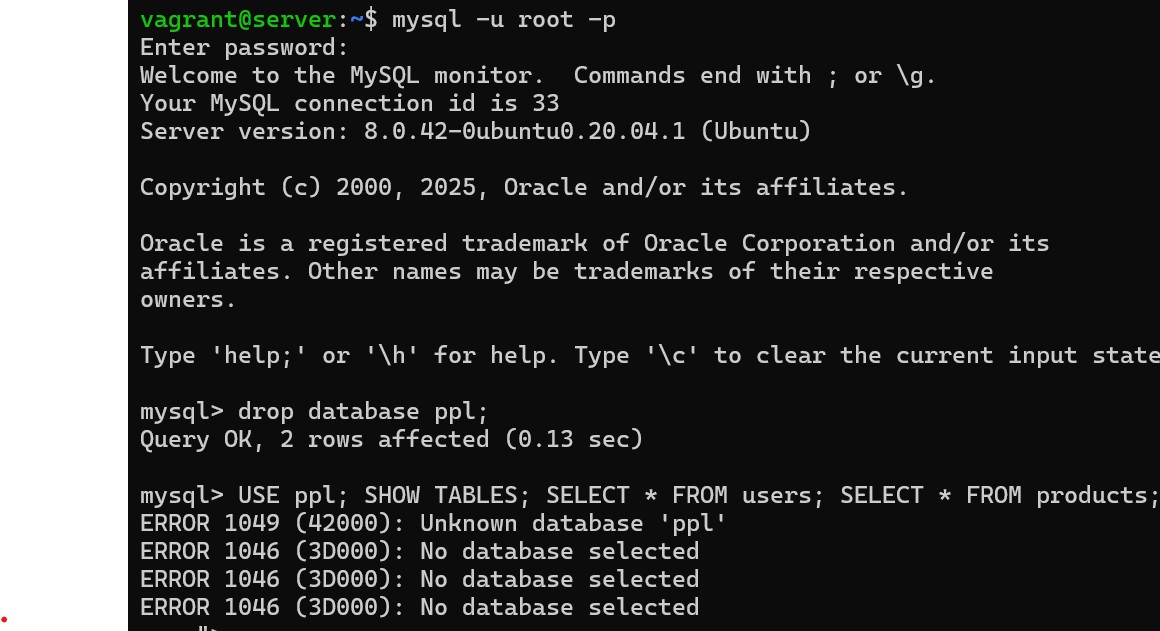 vagrant@server:~$ mysql -u root -p
Enter password:
Welcome to the MySQL monitor.  Commands end with ; or \g.
Your MySQL connection id is 33
Server version: 8.0.42-0ubuntu0.20.04.1 (Ubuntu)
Copyright (c) 2000, 2025, Oracle and/or its affiliates.
Oracle is a registered trademark of Oracle Corporation and/or its
affiliates. Other names may be trademarks of their respective
owners.
Type 'help;' or '\h' for help. Type '\c' to clear the current input state
mysql> drop database ppl;
Query OK, 2 rows affected (0.13 sec)
mysql> USE ppl; SHOW TABLES; SELECT * FROM users; SELECT * FROM products;
ERROR 1049 (42000): Unknown database 'ppl'
ERROR 1046 (3D000): No database selected
ERROR 1046 (3D000): No database selected
ERROR 1046 (3D000): No database selected